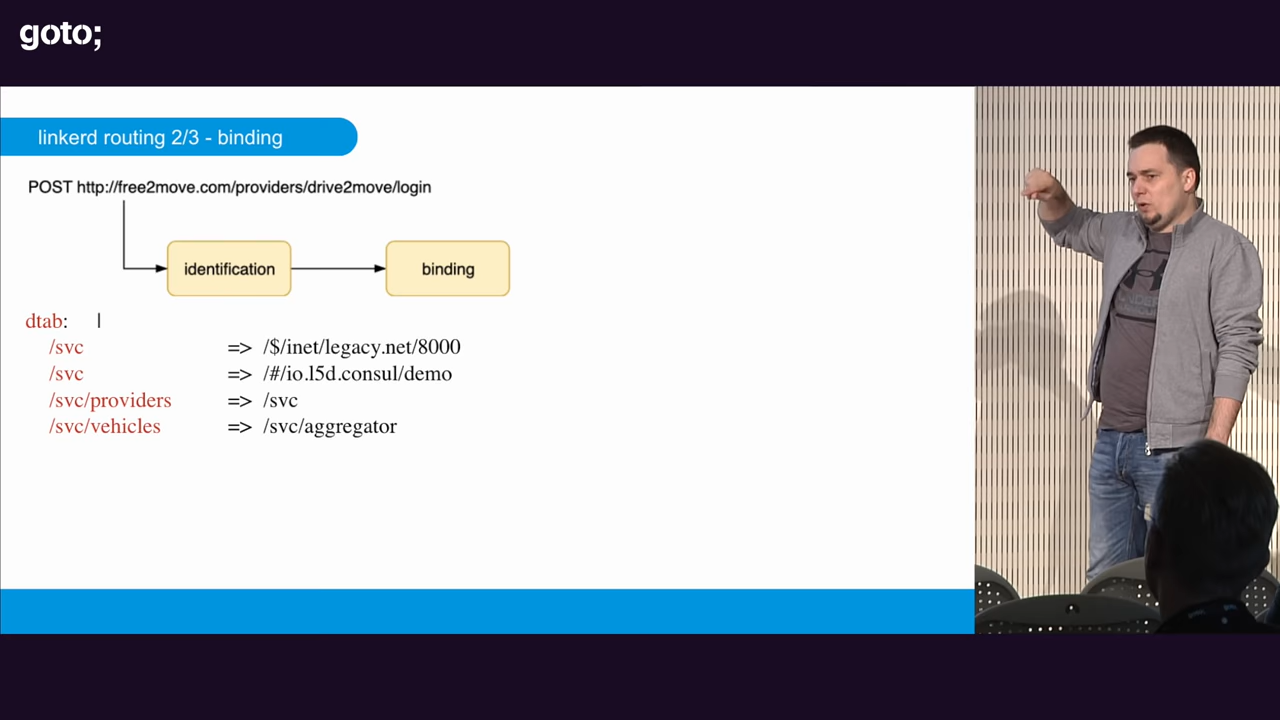 goto;
linkerd routing 2/3 - binding
POST http://free2move.com/providers/drive2move/login
identification
binding
dtab: |
/svc => /$/inet/legacy.net/8000
/svc => /#/io.l5d.consul/demo
/svc/providers => /svc
/svc/vehicles => /svc/aggregator
UNDER